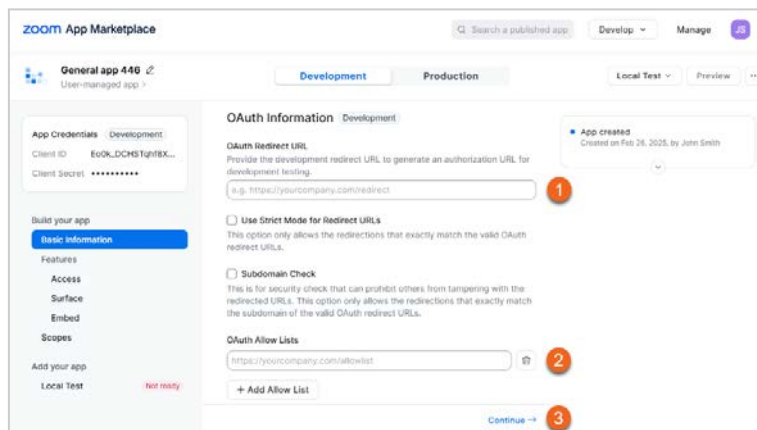 zoom App Marketplace
Search a published app
Develop
Manage
JS
General app 446
User-managed app >
Development
Production
Local Test
Preview
App Credentials Development
Client ID
Client Secret ••••••••••
Build your app
Basic Information
Features
Access
Surface
Embed
Scopes
Add your app
Local Test Not ready
OAuth Information Development
OAuth Redirect URL
Provide the development redirect URL to generate an authorization URL for
development testing.
e.g. https://yourcompany.com/redirect
1
Use Strict Mode for Redirect URLs
This option only allows the redirections that exactly match the valid OAuth
redirect URLs.
Subdomain Check
This is for security check that can prohibit others from tampering with the
redirected URLs. This option only allows the redirections that exactly match
the subdomain of the valid OAuth redirect URLs.
OAuth Allow Lists
https://yourcompany.com/allowlist
2
+ Add Allow List
Continue →
3
App created
Created on Feb 26, 2025, by John Smith